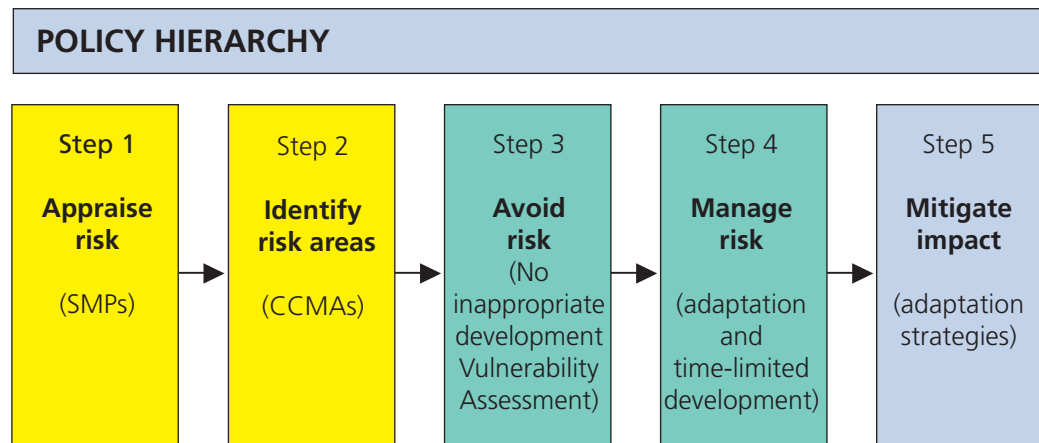 POLICY HIERARCHY
Step 1
Appraise
risk
(SMPs)
Step 2
Identify
risk areas
(CCMAs)
Step 3
Avoid
risk
(No
inappropriate
development
Vulnerability
Assessment)
Step 4
Manage
risk
(adaptation
and
time-limited
development)
Step 5
Mitigate
impact
(adaptation
strategies)